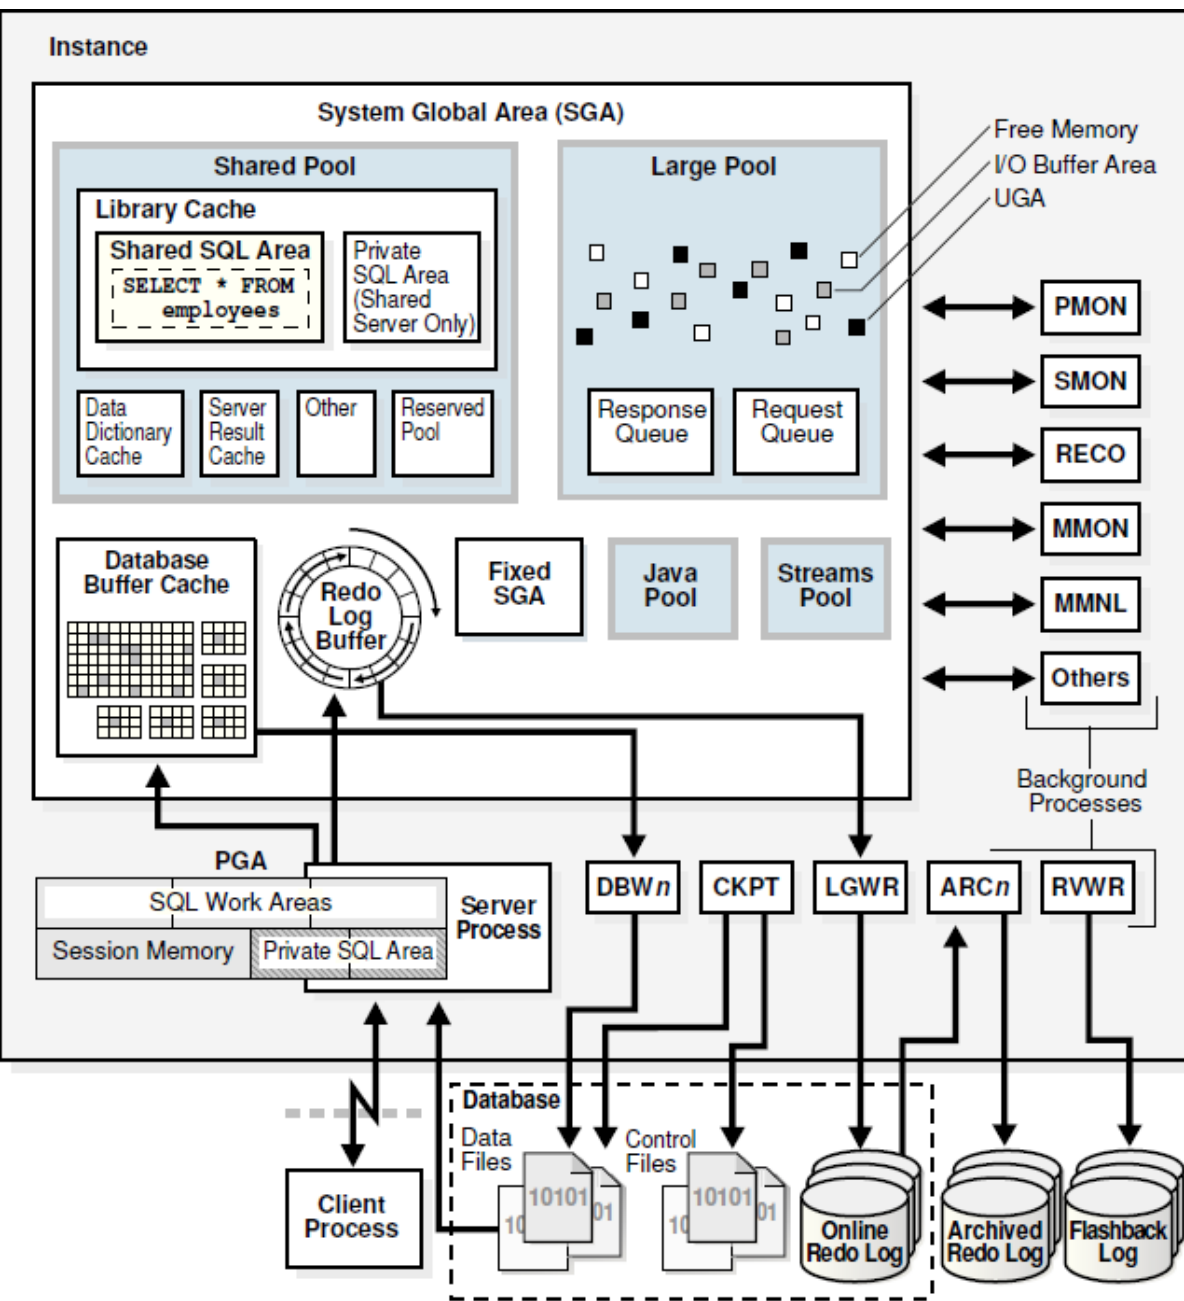 Instance
System Global Area (SGA)
Shared Pool
Library Cache
Shared SQL Area
SELECT * FROM
employees
Private
SQL Area
(Shared
Server Only)
Data
Dictionary
Cache
Server
Result
Cache
Other
Reserved
Pool
Large Pool
Response
Queue
Request
Queue
Free Memory
I/O Buffer Area
UGA
Database
Buffer Cache
Redo
Log
Buffer
Fixed
SGA
Java
Pool
Streams
Pool
PMON
SMON
RECO
MMON
MMNL
Others
Background
Processes
PGA
SQL Work Areas
Session Memory
Private SQL Area
Server
Process
DBWn
CKPT
LGWR
ARCn
RVWR
Client
Process
Database
Data
Files
10101
10
01
Control
Files
10101
10
01
Online
Redo Log
Archived
Redo Log
Flashback
Log